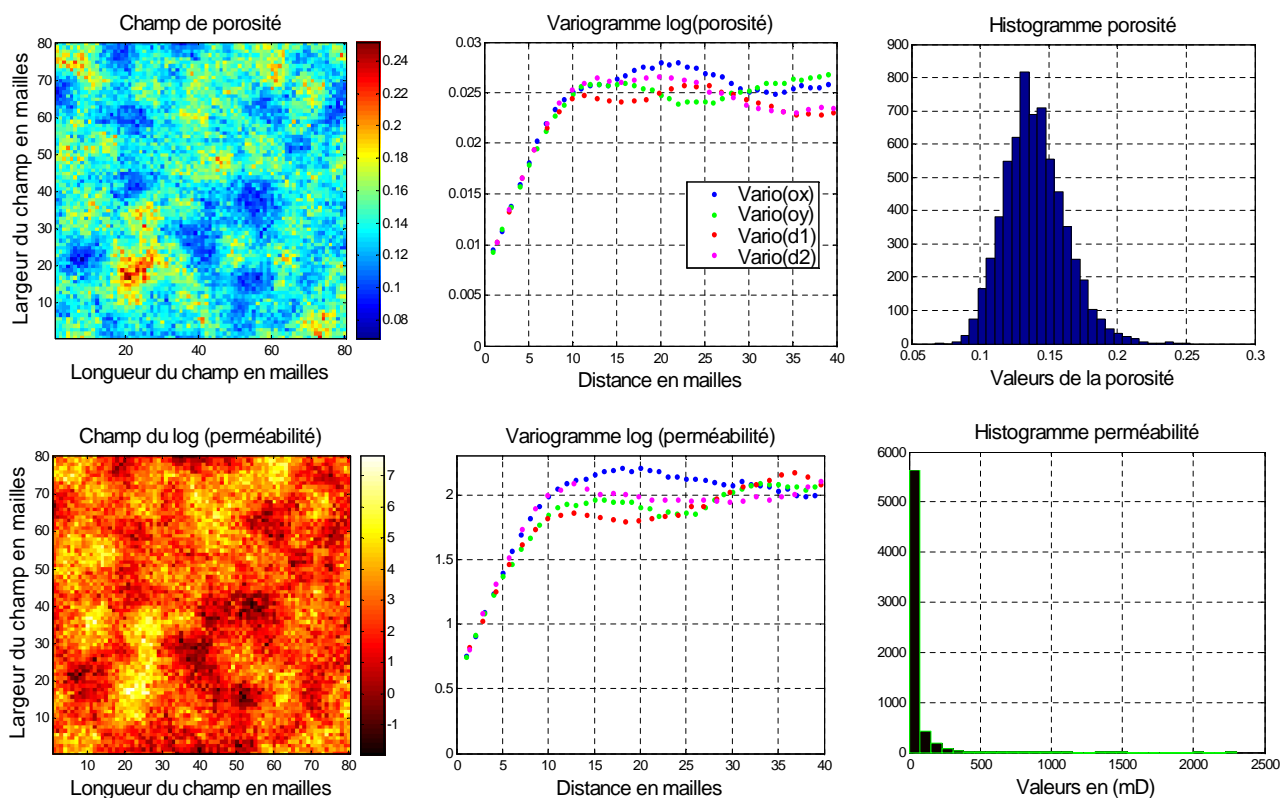 Champ de porosité
Largeur du champ en mailles
80
70
60
50
40
30
20
10
20 40 60 80
Longueur du champ en mailles
0.24
0.22
0.2
0.18
0.16
0.14
0.12
0.1
0.08
Variogramme log(porosité)
0.03
0.025
0.02
0.015
0.01
0.005
0
0 5 10 15 20 25 30 35 40
Distance en mailles
Vario(ox)
Vario(oy)
Vario(d1)
Vario(d2)
Histogramme porosité
900
800
700
600
500
400
300
200
100
0
0.05 0.1 0.15 0.2 0.25 0.3
Valeurs de la porosité
Champ du log (perméabilité)
Largeur du champ en mailles
80
70
60
50
40
30
20
10
10 20 30 40 50 60 70 80
Longueur du champ en mailles
7
6
5
4
3
2
1
0
-1
Variogramme log (perméabilité)
2
1.5
1
0.5
0
0 5 10 15 20 25 30 35 40
Distance en mailles
Histogramme perméabilité
6000
5000
4000
3000
2000
1000
0
0 500 1000 1500 2000 2500
Valeurs en (mD)